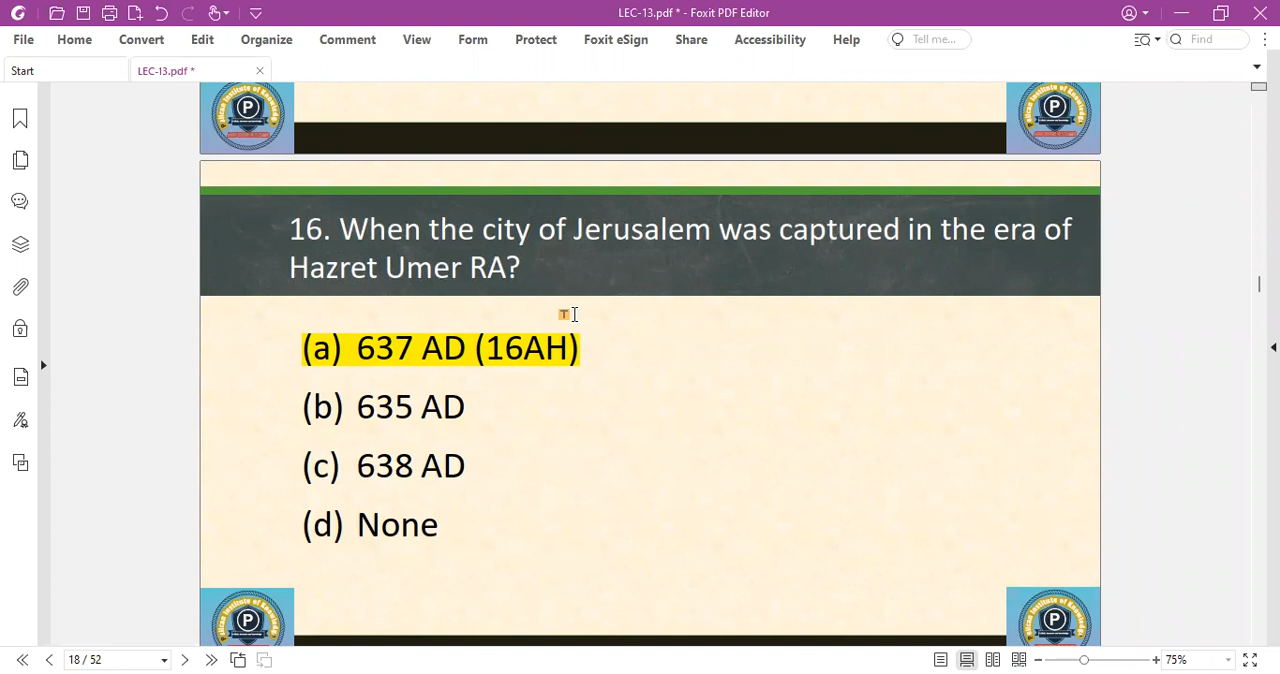 LEC-13.pdf * - Foxit PDF Editor
File Home Convert Edit Organize Comment View Form Protect Foxit eSign Share Accessibility Help Tell me... Find
Start LEC-13.pdf *
P
P
16. When the city of Jerusalem was captured in the era of
Hazret Umer RA?
(a) 637 AD (16AH)
(b) 635 AD
(c) 638 AD
(d) None
P
P
18 / 52 75%